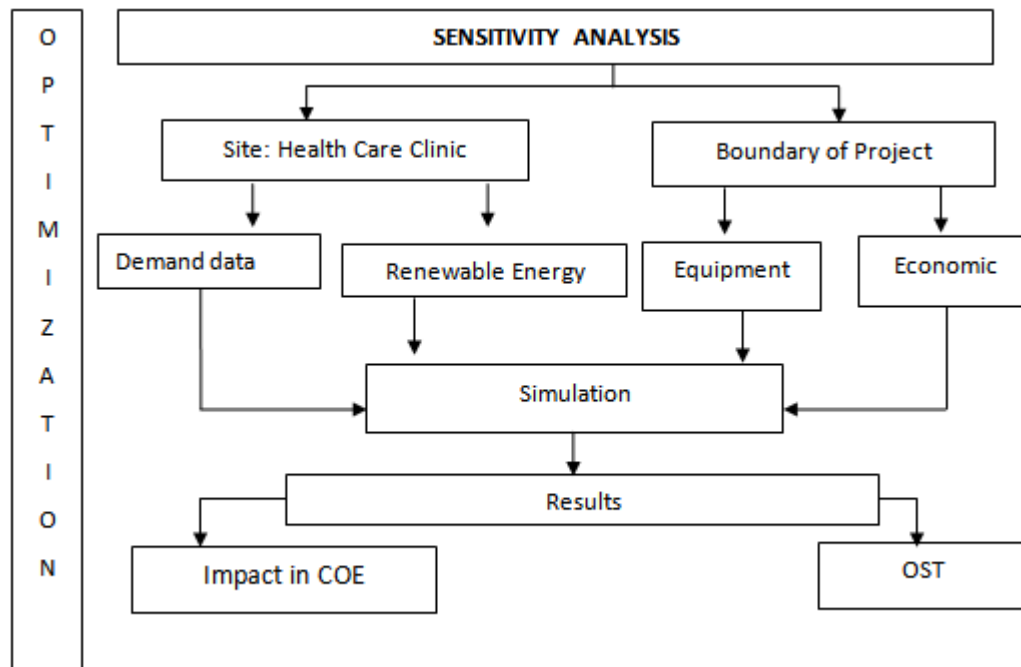 OPTIMIZATION
SENSITIVITY ANALYSIS
Site: Health Care Clinic
Boundary of Project
Demand data
Renewable Energy
Equipment
Economic
Simulation
Results
Impact in COE
OST